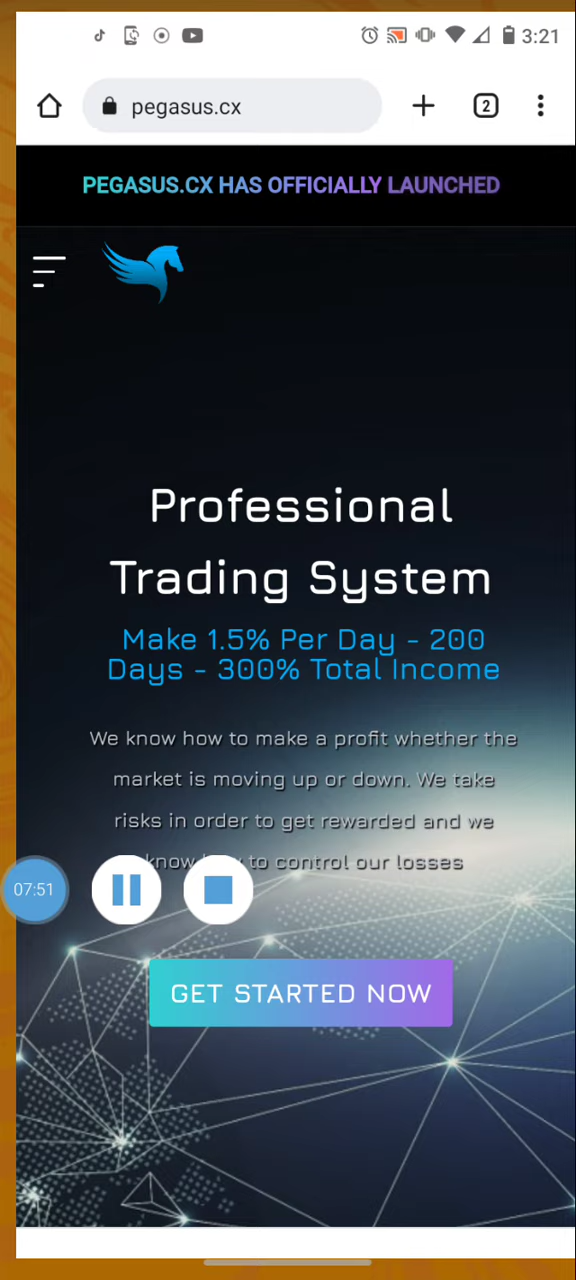 3:21
pegasus.cx
2
PEGASUS.CX HAS OFFICIALLY LAUNCHED
Professional
Trading System
Make 1.5% Per Day - 200
Days - 300% Total Income
We know how to make a profit whether the
market is moving up or down. We take
risks in order to get rewarded and we
to control our losses
07:51
GET STARTED NOW